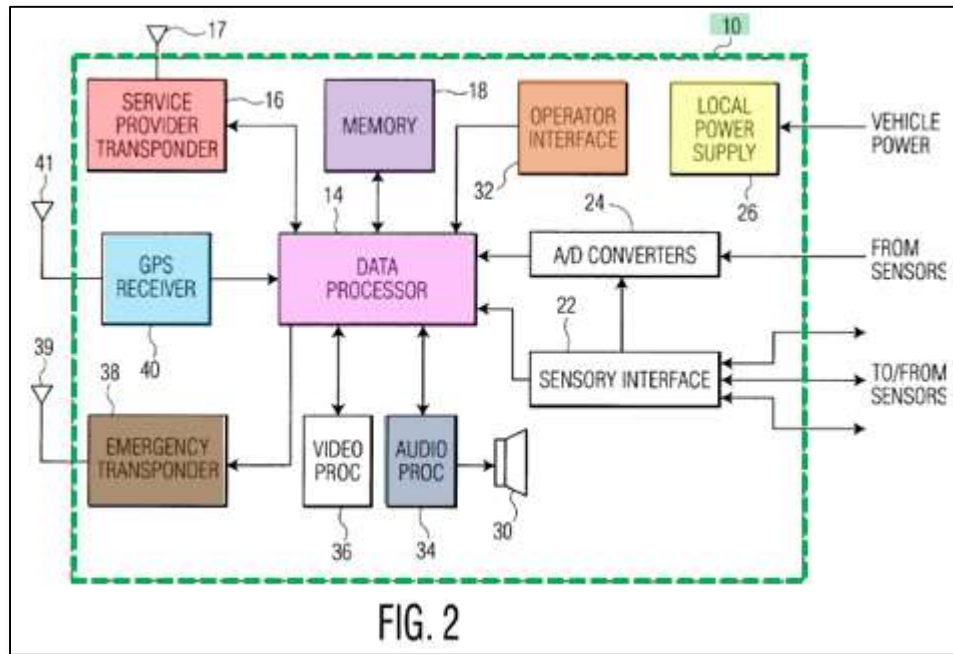 17
10
SERVICE
PROVIDER
TRANSPONDER
16
MEMORY
18
OPERATOR
INTERFACE
32
LOCAL
POWER
SUPPLY
26
VEHICLE
POWER
41
14
24
GPS
RECEIVER
40
DATA
PROCESSOR
A/D CONVERTERS
FROM
SENSORS
22
39
38
SENSORY INTERFACE
TO/FROM
SENSORS
EMERGENCY
TRANSPONDER
VIDEO
PROC
36
AUDIO
PROC
34
30
FIG. 2